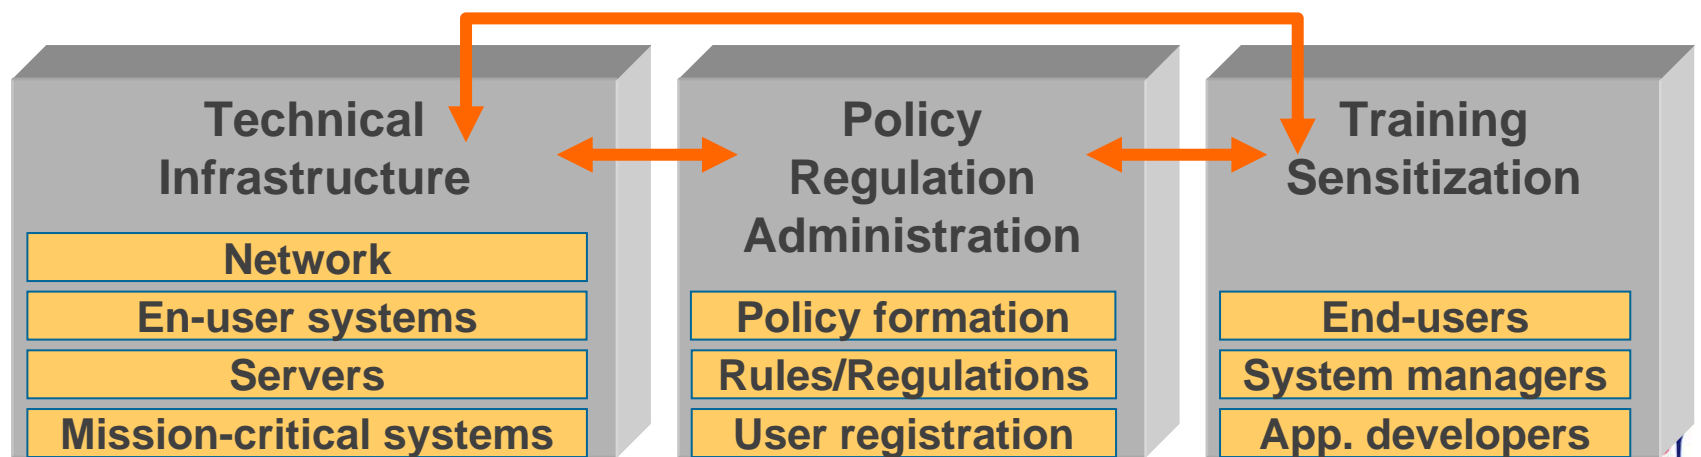 Technical
Infrastructure
Network
En-user systems
Servers
Mission-critical systems
Policy
Regulation
Administration
Policy formation
Rules/Regulations
User registration
Training
Sensitization
End-users
System managers
App. developers